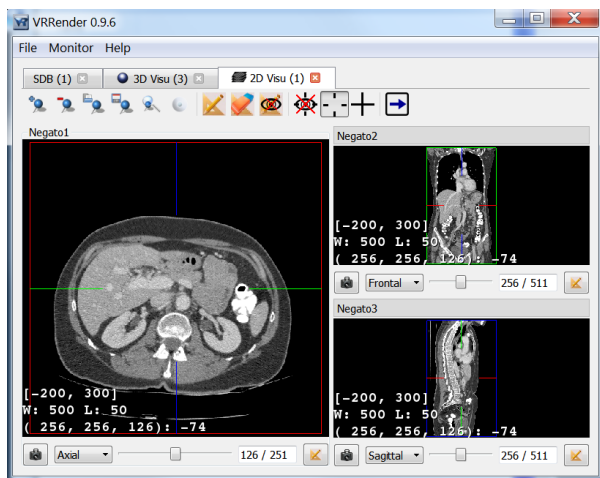 VRRender 0.9.6
File Monitor Help
SDB (1) 3D Visu (3) 2D Visu (1)
Negato1
[-200, 300]
W: 500 L: 50
( 256, 256, 126): -74
Axial 126 / 251
Negato2
[-200, 300]
W: 500 L: 50
( 256, 256, 126): -74
Frontal 256 / 511
Negato3
[-200, 300]
W: 500 L: 50
( 256, 256, 126): -74
Sagittal 256 / 511